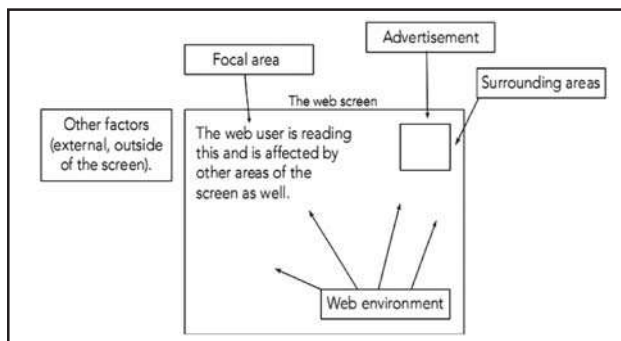 Advertisement
Focal area
Surrounding areas
The web screen
Other factors
(external, outside
of the screen).
The web user is reading
this and is affected by
other areas of the
screen as well.
Web environment